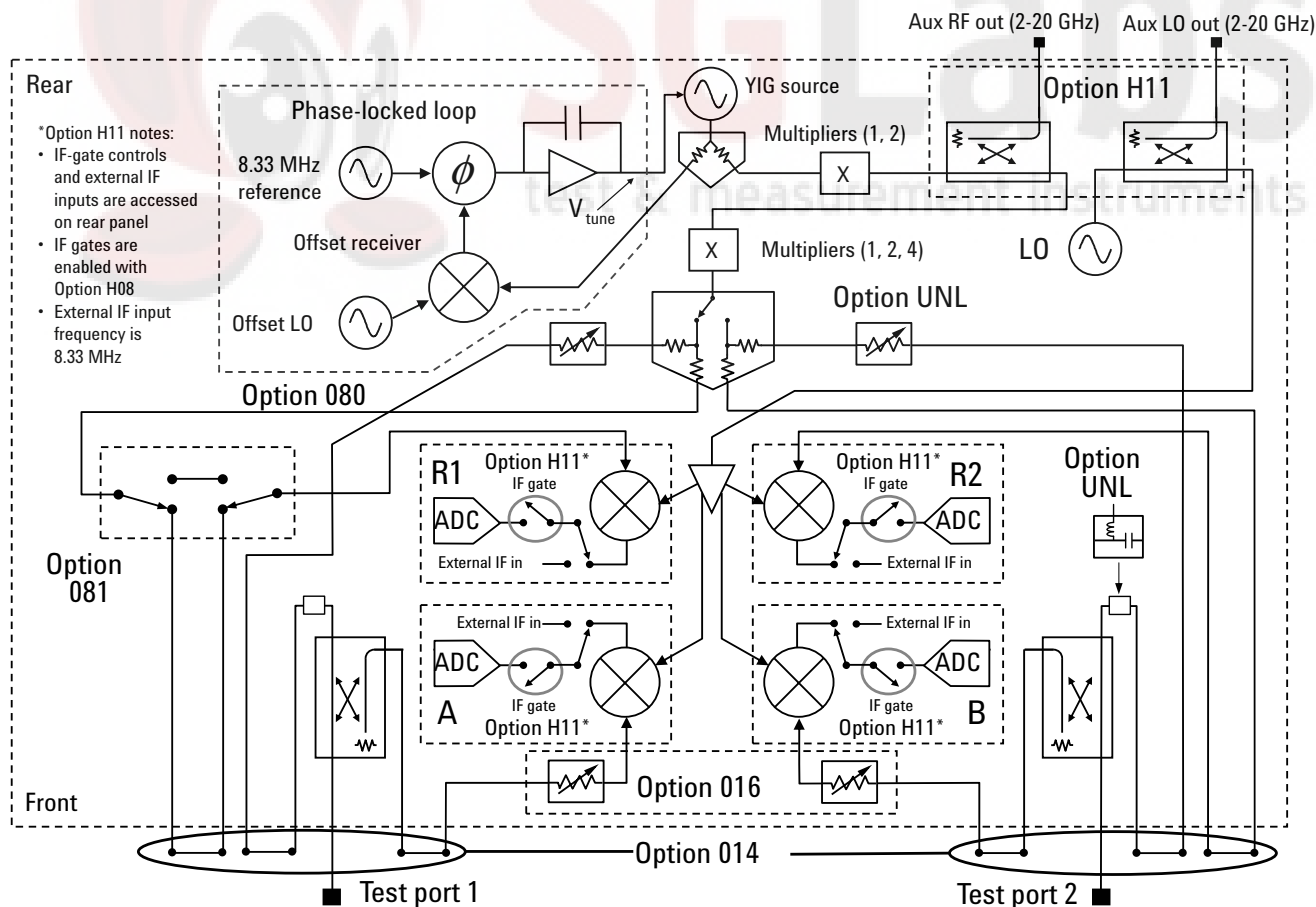 SGLabs
test & measurement instruments
Aux RF out (2-20 GHz)
Aux LO out (2-20 GHz)
Rear
Option H11
*Option H11 notes:
• IF-gate controls
and external IF
inputs are accessed
on rear panel
• IF gates are
enabled with
Option H08
• External IF input
frequency is
8.33 MHz
Phase-locked loop
8.33 MHz
reference
ϕ
Vtune
Offset receiver
Offset LO
YIG source
Multipliers (1, 2)
X
X
Multipliers (1, 2, 4)
LO
Option UNL
Option 080
Option
081
R1
Option H11*
IF gate
ADC
External IF in
Option H11*
IF gate
R2
ADC
External IF in
Option
UNL
External IF in
ADC
IF gate
A
Option H11*
External IF in
ADC
IF gate
Option H11*
B
Option 016
Front
Option 014
Test port 1
Test port 2